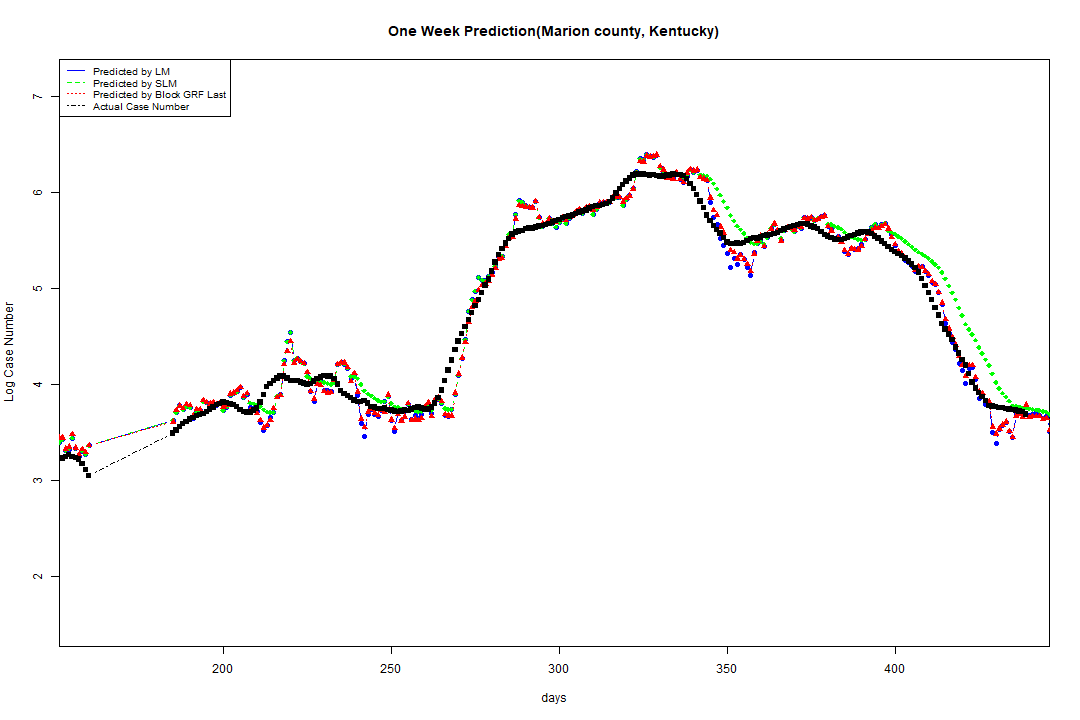 One Week Prediction(Marion county, Kentucky)
Predicted by LM
Predicted by SLM
Predicted by Block GRF Last
Actual Case Number
7
6
5
4
3
2
Log Case Number
200 250 300 350 400
days